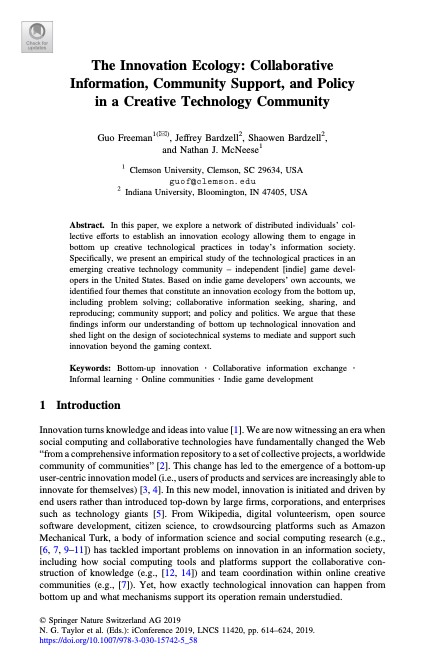 Check for
updates
The Innovation Ecology: Collaborative
Information, Community Support, and Policy
in a Creative Technology Community
Guo Freeman1(✉), Jeffrey Bardzell2, Shaowen Bardzell2,
and Nathan J. McNeese1
1 Clemson University, Clemson, SC 29634, USA
guof@clemson.edu
2 Indiana University, Bloomington, IN 47405, USA
Abstract. In this paper, we explore a network of distributed individuals' col-
lective efforts to establish an innovation ecology allowing them to engage in
bottom up creative technological practices in today's information society.
Specifically, we present an empirical study of the technological practices in an
emerging creative technology community – independent [indie] game devel-
opers in the United States. Based on indie game developers' own accounts, we
identified four themes that constitute an innovation ecology from the bottom up,
including problem solving; collaborative information seeking, sharing, and
reproducing; community support; and policy and politics. We argue that these
findings inform our understanding of bottom up technological innovation and
shed light on the design of sociotechnical systems to mediate and support such
innovation beyond the gaming context.
Keywords: Bottom-up innovation · Collaborative information exchange ·
Informal learning · Online communities · Indie game development
1 Introduction
Innovation turns knowledge and ideas into value [1]. We are now witnessing an era when
social computing and collaborative technologies have fundamentally changed the Web
“from a comprehensive information repository to a set of collective projects, a worldwide
community of communities” [2]. This change has led to the emergence of a bottom-up
user-centric innovation model (i.e., users of products and services are increasingly able to
innovate for themselves) [3, 4]. In this new model, innovation is initiated and driven by
end users rather than introduced top-down by large firms, corporations, and enterprises
such as technology giants [5]. From Wikipedia, digital volunteerism, open source
software development, citizen science, to crowdsourcing platforms such as Amazon
Mechanical Turk, a body of information science and social computing research (e.g.,
[6, 7, 9–11]) has tackled important problems on innovation in an information society,
including how social computing tools and platforms support the collaborative con-
struction of knowledge (e.g., [12, 14]) and team coordination within online creative
communities (e.g., [7]). Yet, how exactly technological innovation can happen from
bottom up and what mechanisms support its operation remain understudied.
© Springer Nature Switzerland AG 2019
N. G. Taylor et al. (Eds.): iConference 2019, LNCS 11420, pp. 614–624, 2019.
https://doi.org/10.1007/978-3-030-15742-5_58